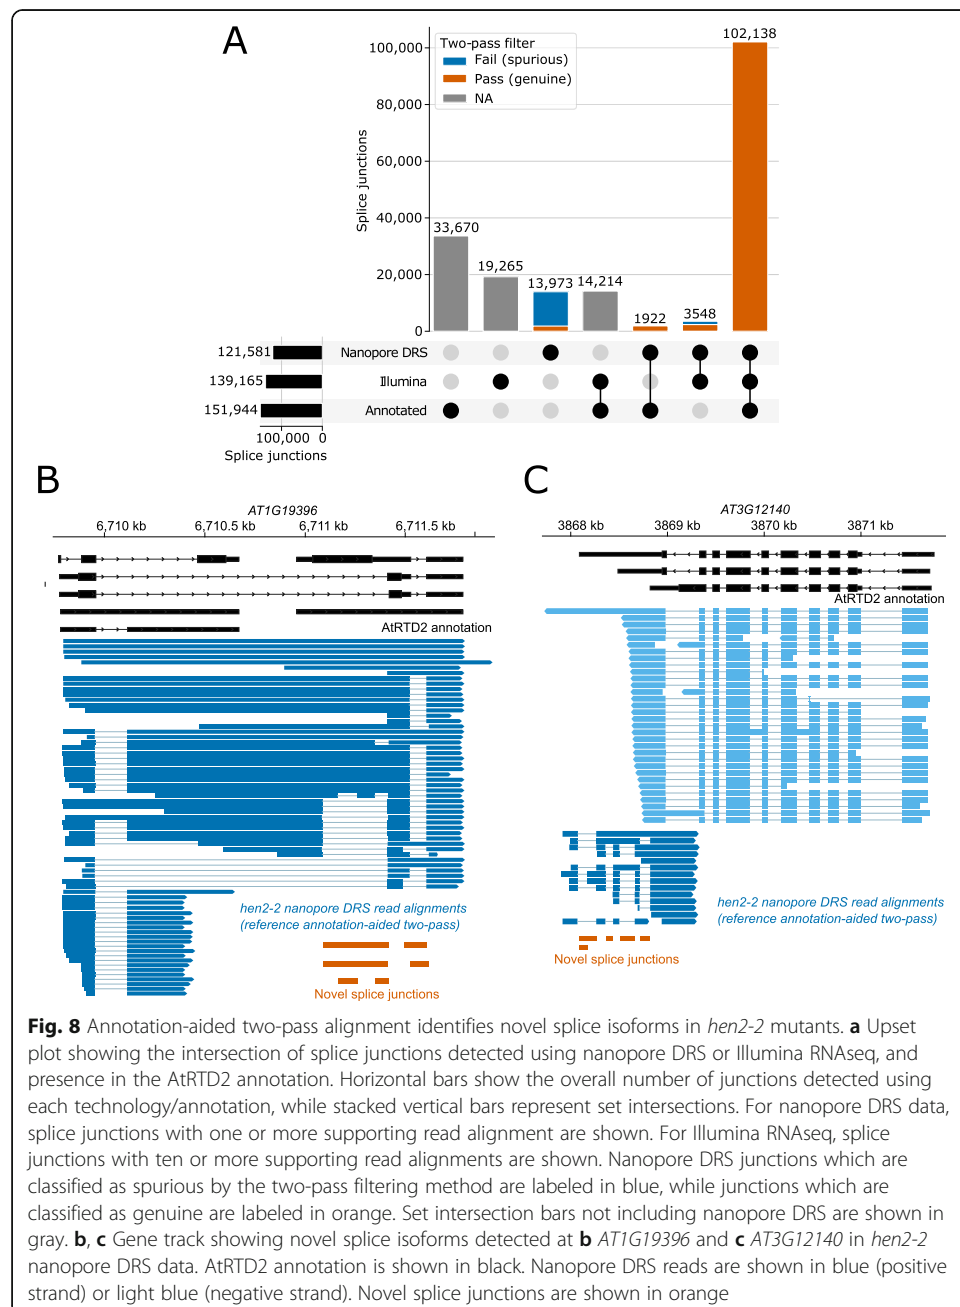 A
102,138
Two-pass filter
Fail (spurious)
Pass (genuine)
NA
100,000
80,000
60,000
40,000
20,000
0
Splice junctions
33,670
19,265
13,973
14,214
1922
3548
121,581
Nanopore DRS
139,165
Illumina
151,944
Annotated
100,000 0
Splice junctions
B
AT1G19396
6,710 kb 6,710.5 kb 6,711 kb 6,711.5 kb
AtRTD2 annotation
hen2-2 nanopore DRS read alignments
(reference annotation-aided two-pass)
Novel splice junctions
C
AT3G12140
3868 kb 3869 kb 3870 kb 3871 kb
AtRTD2 annotation
hen2-2 nanopore DRS read alignments
(reference annotation-aided two-pass)
Novel splice junctions
Fig. 8 Annotation-aided two-pass alignment identifies novel splice isoforms in hen2-2 mutants. a Upset
plot showing the intersection of splice junctions detected using nanopore DRS or Illumina RNAseq, and
presence in the AtRTD2 annotation. Horizontal bars show the overall number of junctions detected using
each technology/annotation, while stacked vertical bars represent set intersections. For nanopore DRS data,
splice junctions with one or more supporting read alignment are shown. For Illumina RNAseq, splice
junctions with ten or more supporting read alignments are shown. Nanopore DRS junctions which are
classified as spurious by the two-pass filtering method are labeled in blue, while junctions which are
classified as genuine are labeled in orange. Set intersection bars not including nanopore DRS are shown in
gray. b, c Gene track showing novel splice isoforms detected at b AT1G19396 and c AT3G12140 in hen2-2
nanopore DRS data. AtRTD2 annotation is shown in black. Nanopore DRS reads are shown in blue (positive
strand) or light blue (negative strand). Novel splice junctions are shown in orange